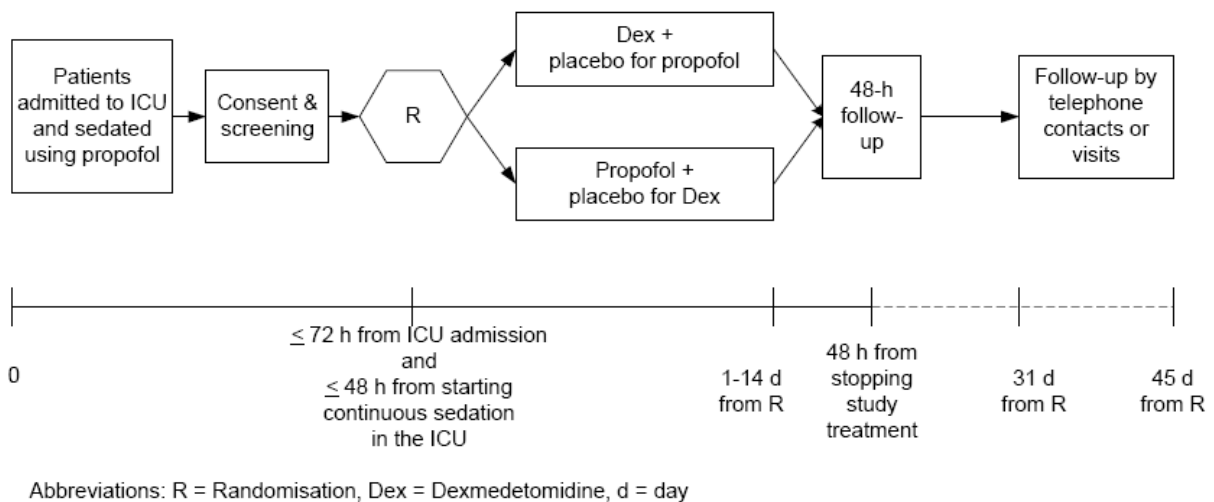 Patients
admitted to ICU
and sedated
using propofol
Consent &
screening
R
Dex +
placebo for propofol
Propofol +
placebo for Dex
48-h
follow-
up
Follow-up by
telephone
contacts or
visits
0
≤ 72 h from ICU admission
and
≤ 48 h from starting
continuous sedation
in the ICU
1-14 d
from R
48 h from
stopping
study
treatment
31 d
from R
45 d
from R
Abbreviations: R = Randomisation, Dex = Dexmedetomidine, d = day